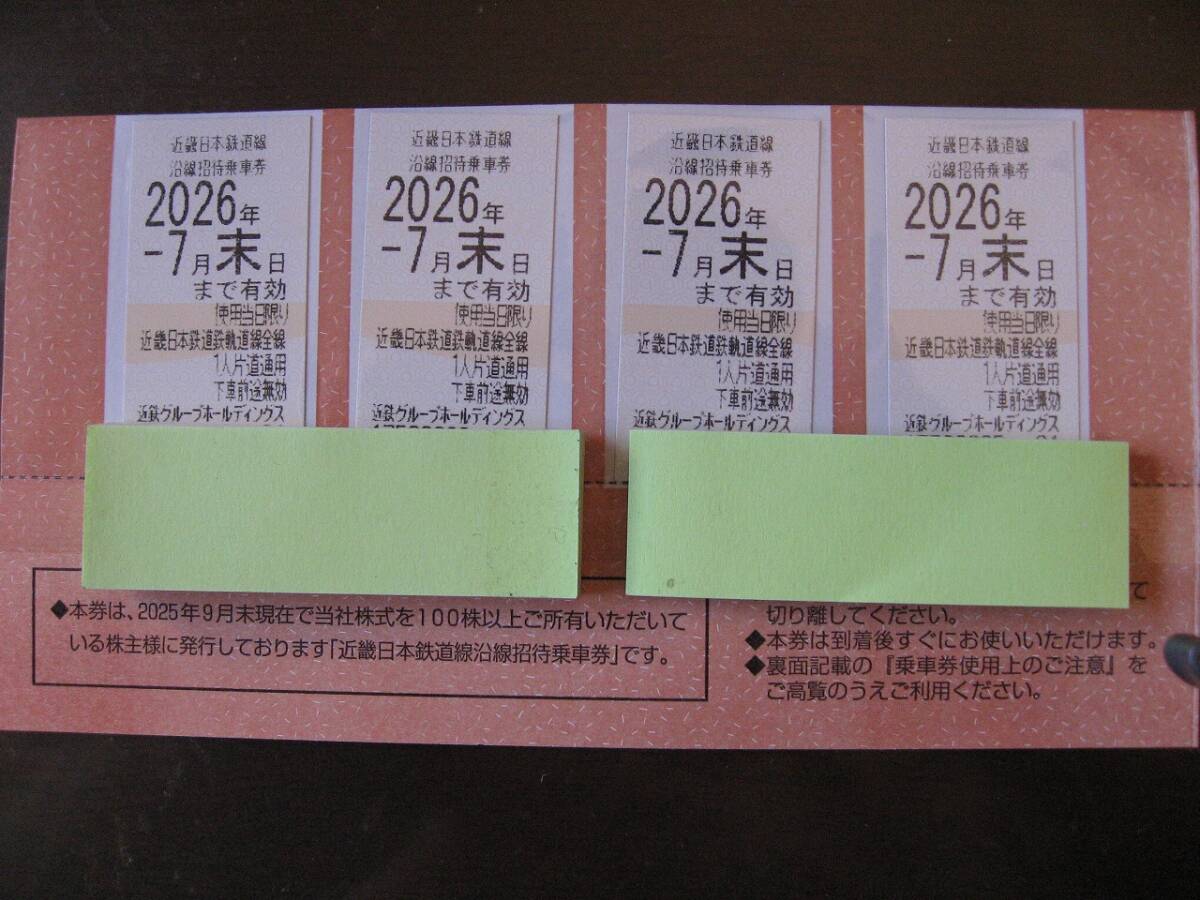 近畿日本鉄道線
沿線招待乗車券
2026年
-7月末日
まで有効
使用当日限り
近畿日本鉄道鉄軌道線全線
1人片道通用
下車前途無効
近鉄グループホールディングス
近畿日本鉄道線
沿線招待乗車券
2026年
-7月末日
まで有効
使用当日限り
近畿日本鉄道鉄軌道線全線
1人片道通用
下車前途無効
近鉄グループホールディングス
近畿日本鉄道線
沿線招待乗車券
2026年
-7月末日
まで有効
使用当日限り
近畿日本鉄道鉄軌道線全線
1人片道通用
下車前途無効
近鉄グループホールディングス
近畿日本鉄道線
沿線招待乗車券
2026年
-7月末日
まで有効
使用当日限り
近畿日本鉄道鉄軌道線全線
1人片道通用
下車前途無効
近鉄グループホールディングス
◆本券は、2025年9月末現在で当社株式を100株以上ご所有いただいて
いる株主様に発行しております「近畿日本鉄道線沿線招待乗車券」です。
て
切り離してください。
◆本券は到着後すぐにお使いいただけます。
◆裏面記載の『乗車券使用上のご注意』を
ご高覧のうえご利用ください。